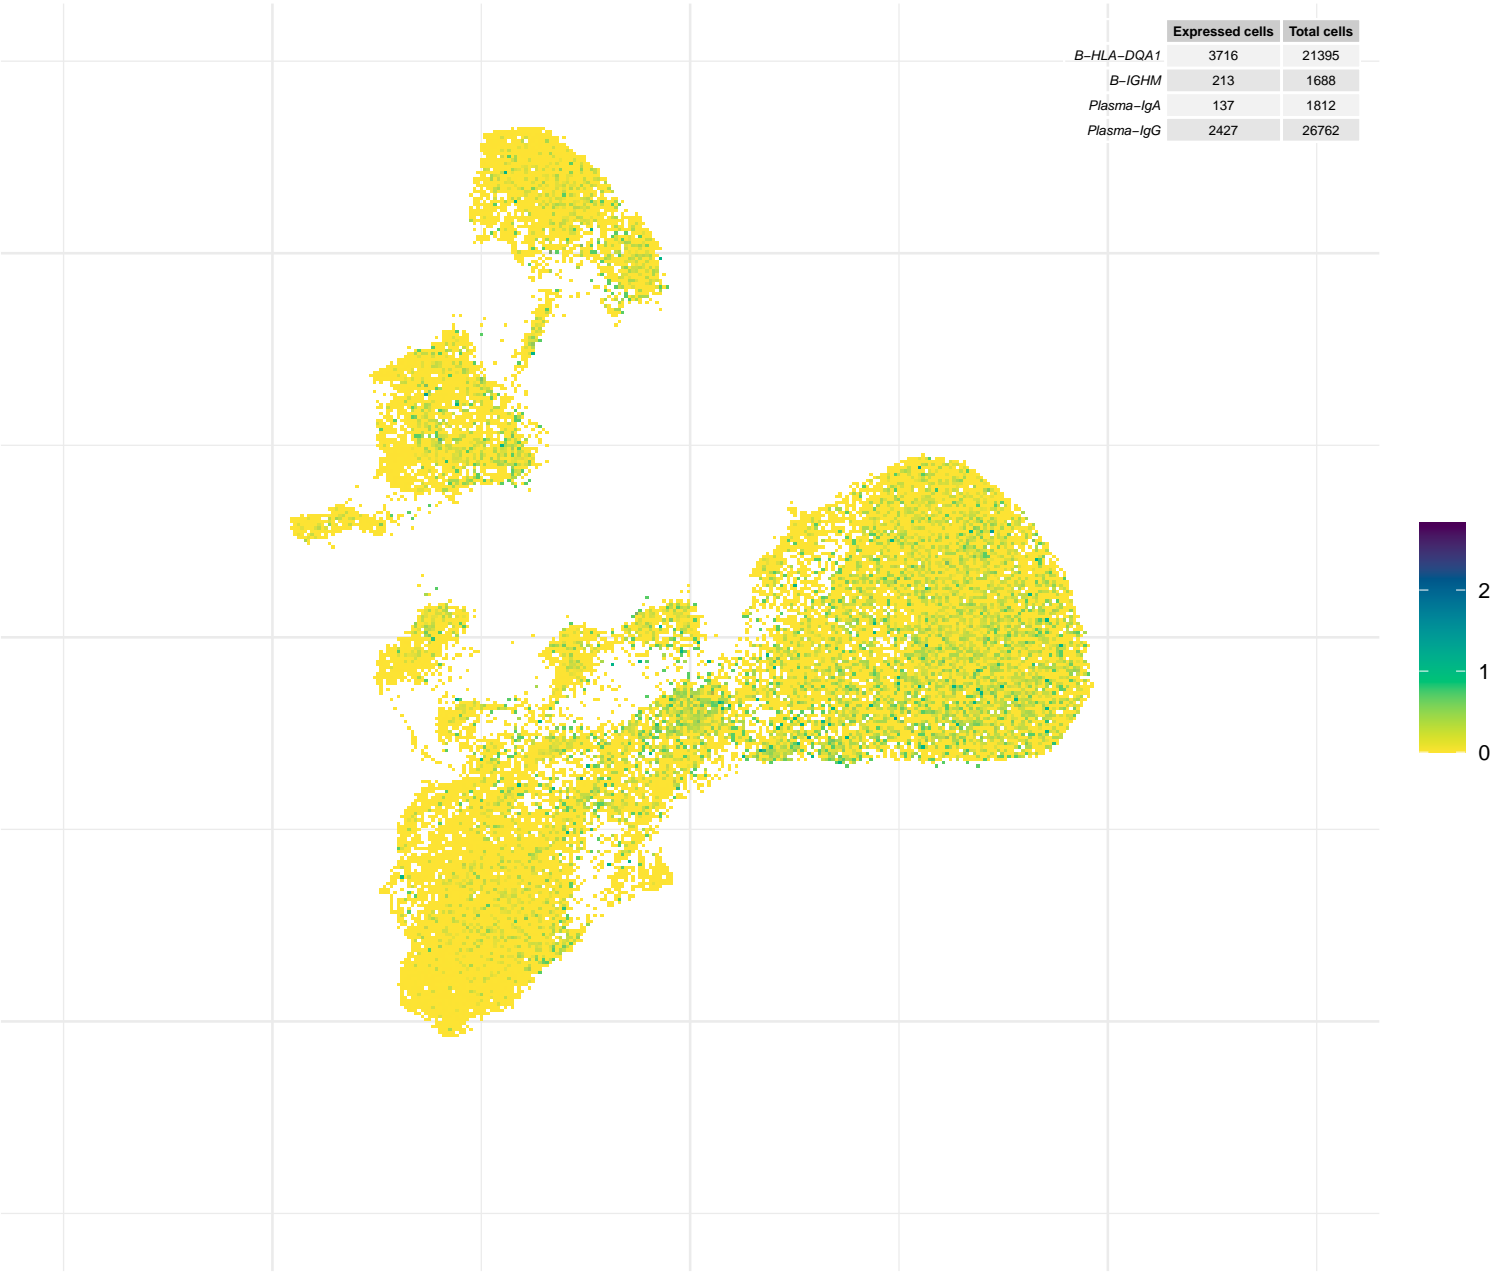 Expressed cells Total cells
B−HLA−DQA1 3716 21395
B−IGHM 213 1688
Plasma−IgA 137 1812
Plasma−IgG 2427 26762
2
1
0